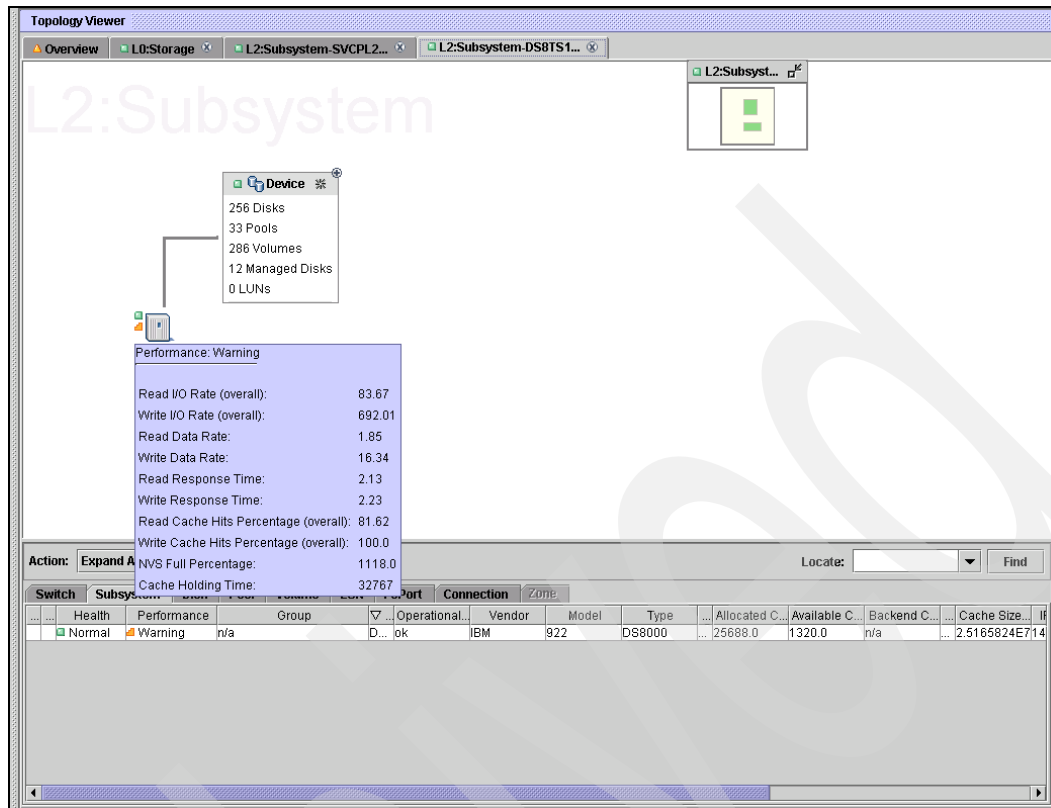 Topology Viewer
Overview L0:Storage L2:Subsystem-SVCPL2... L2:Subsystem-DS8TS1...
L2:Subsystem
L2:Subsyst...
Device
256 Disks
33 Pools
286 Volumes
12 Managed Disks
0 LUNs
Performance: Warning
Read I/O Rate (overall): 83.67
Write I/O Rate (overall): 692.01
Read Data Rate: 1.85
Write Data Rate: 16.34
Read Response Time: 2.13
Write Response Time: 2.23
Read Cache Hits Percentage (overall): 81.62
Write Cache Hits Percentage (overall): 100.0
NVS Full Percentage: 1118.0
Cache Holding Time: 32767
Action: Expand A Locate: Find
Switch Subsystem Port Connection Zone
... ... Health Performance Group ... Operational... Vendor Model Type ... Allocated C... Available C... Backend C... ... Cache Size...
Normal Warning n/a D... ok IBM 922 DS8000 ... 25688.0 1320.0 n/a ... 2.5165824E7 14